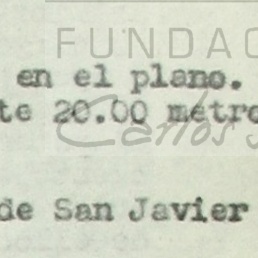 FUNDAC
en el plano.
te 20.00 metro
Carlos
de San Javier